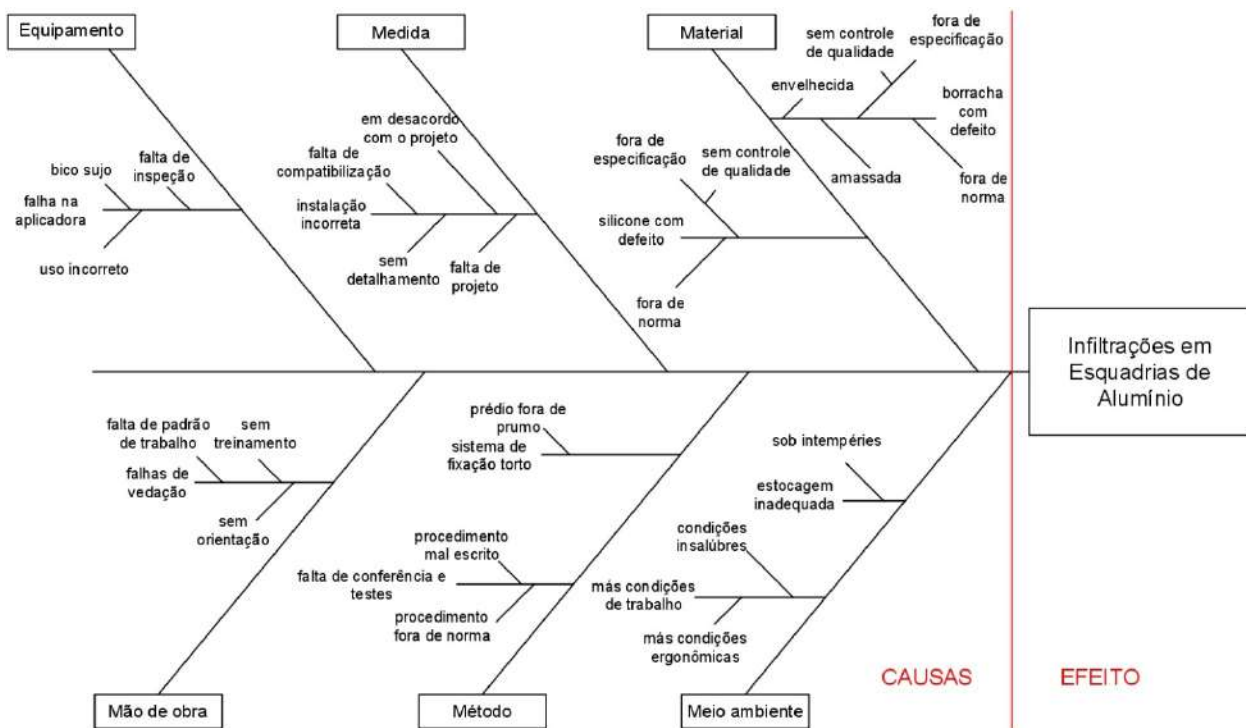 Equipamento
bico sujo
falta de
inspeção
falha na
aplicadora
uso incorreto
Medida
em desacordo
com o projeto
falta de
compatibilização
instalação
incorreta
sem
detalhamento
falta de
projeto
Material
sem controle
de qualidade
fora de
especificação
envelhecida
borracha
com
defeito
amassada
fora de
norma
fora de
especificação
sem controle
de qualidade
silicone com
defeito
fora de
norma
Infiltrações em
Esquadrias de
Alumínio
falta de padrão
de trabalho
sem
treinamento
falhas de
vedação
sem
orientação
Mão de obra
prédio fora de
prumo
sistema de
fixação torto
procedimento
mal escrito
falta de conferência e
testes
procedimento
fora de norma
Método
sob intempéries
estocagem
inadequada
condições
insalúbres
más condições
de trabalho
más condições
ergonômicas
Meio ambiente
CAUSAS
EFEITO